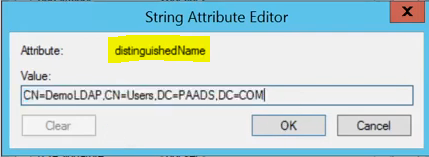 String Attribute Editor
Attribute: distinguishedName
Value:
CN=DemoLDAP,CN=Users,DC=PAADS,DC=COM
Clear OK Cancel